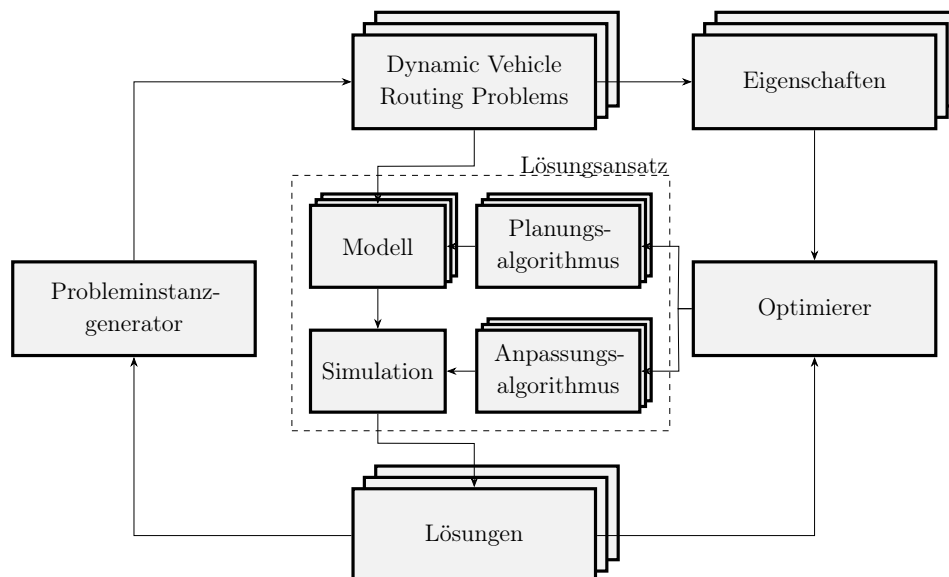 Dynamic Vehicle
Routing Problems
Eigenschaften
Lösungsansatz
Modell
Planungs-
algorithmus
Probleminstanz-
generator
Optimierer
Simulation
Anpassungs-
algorithmus
Lösungen